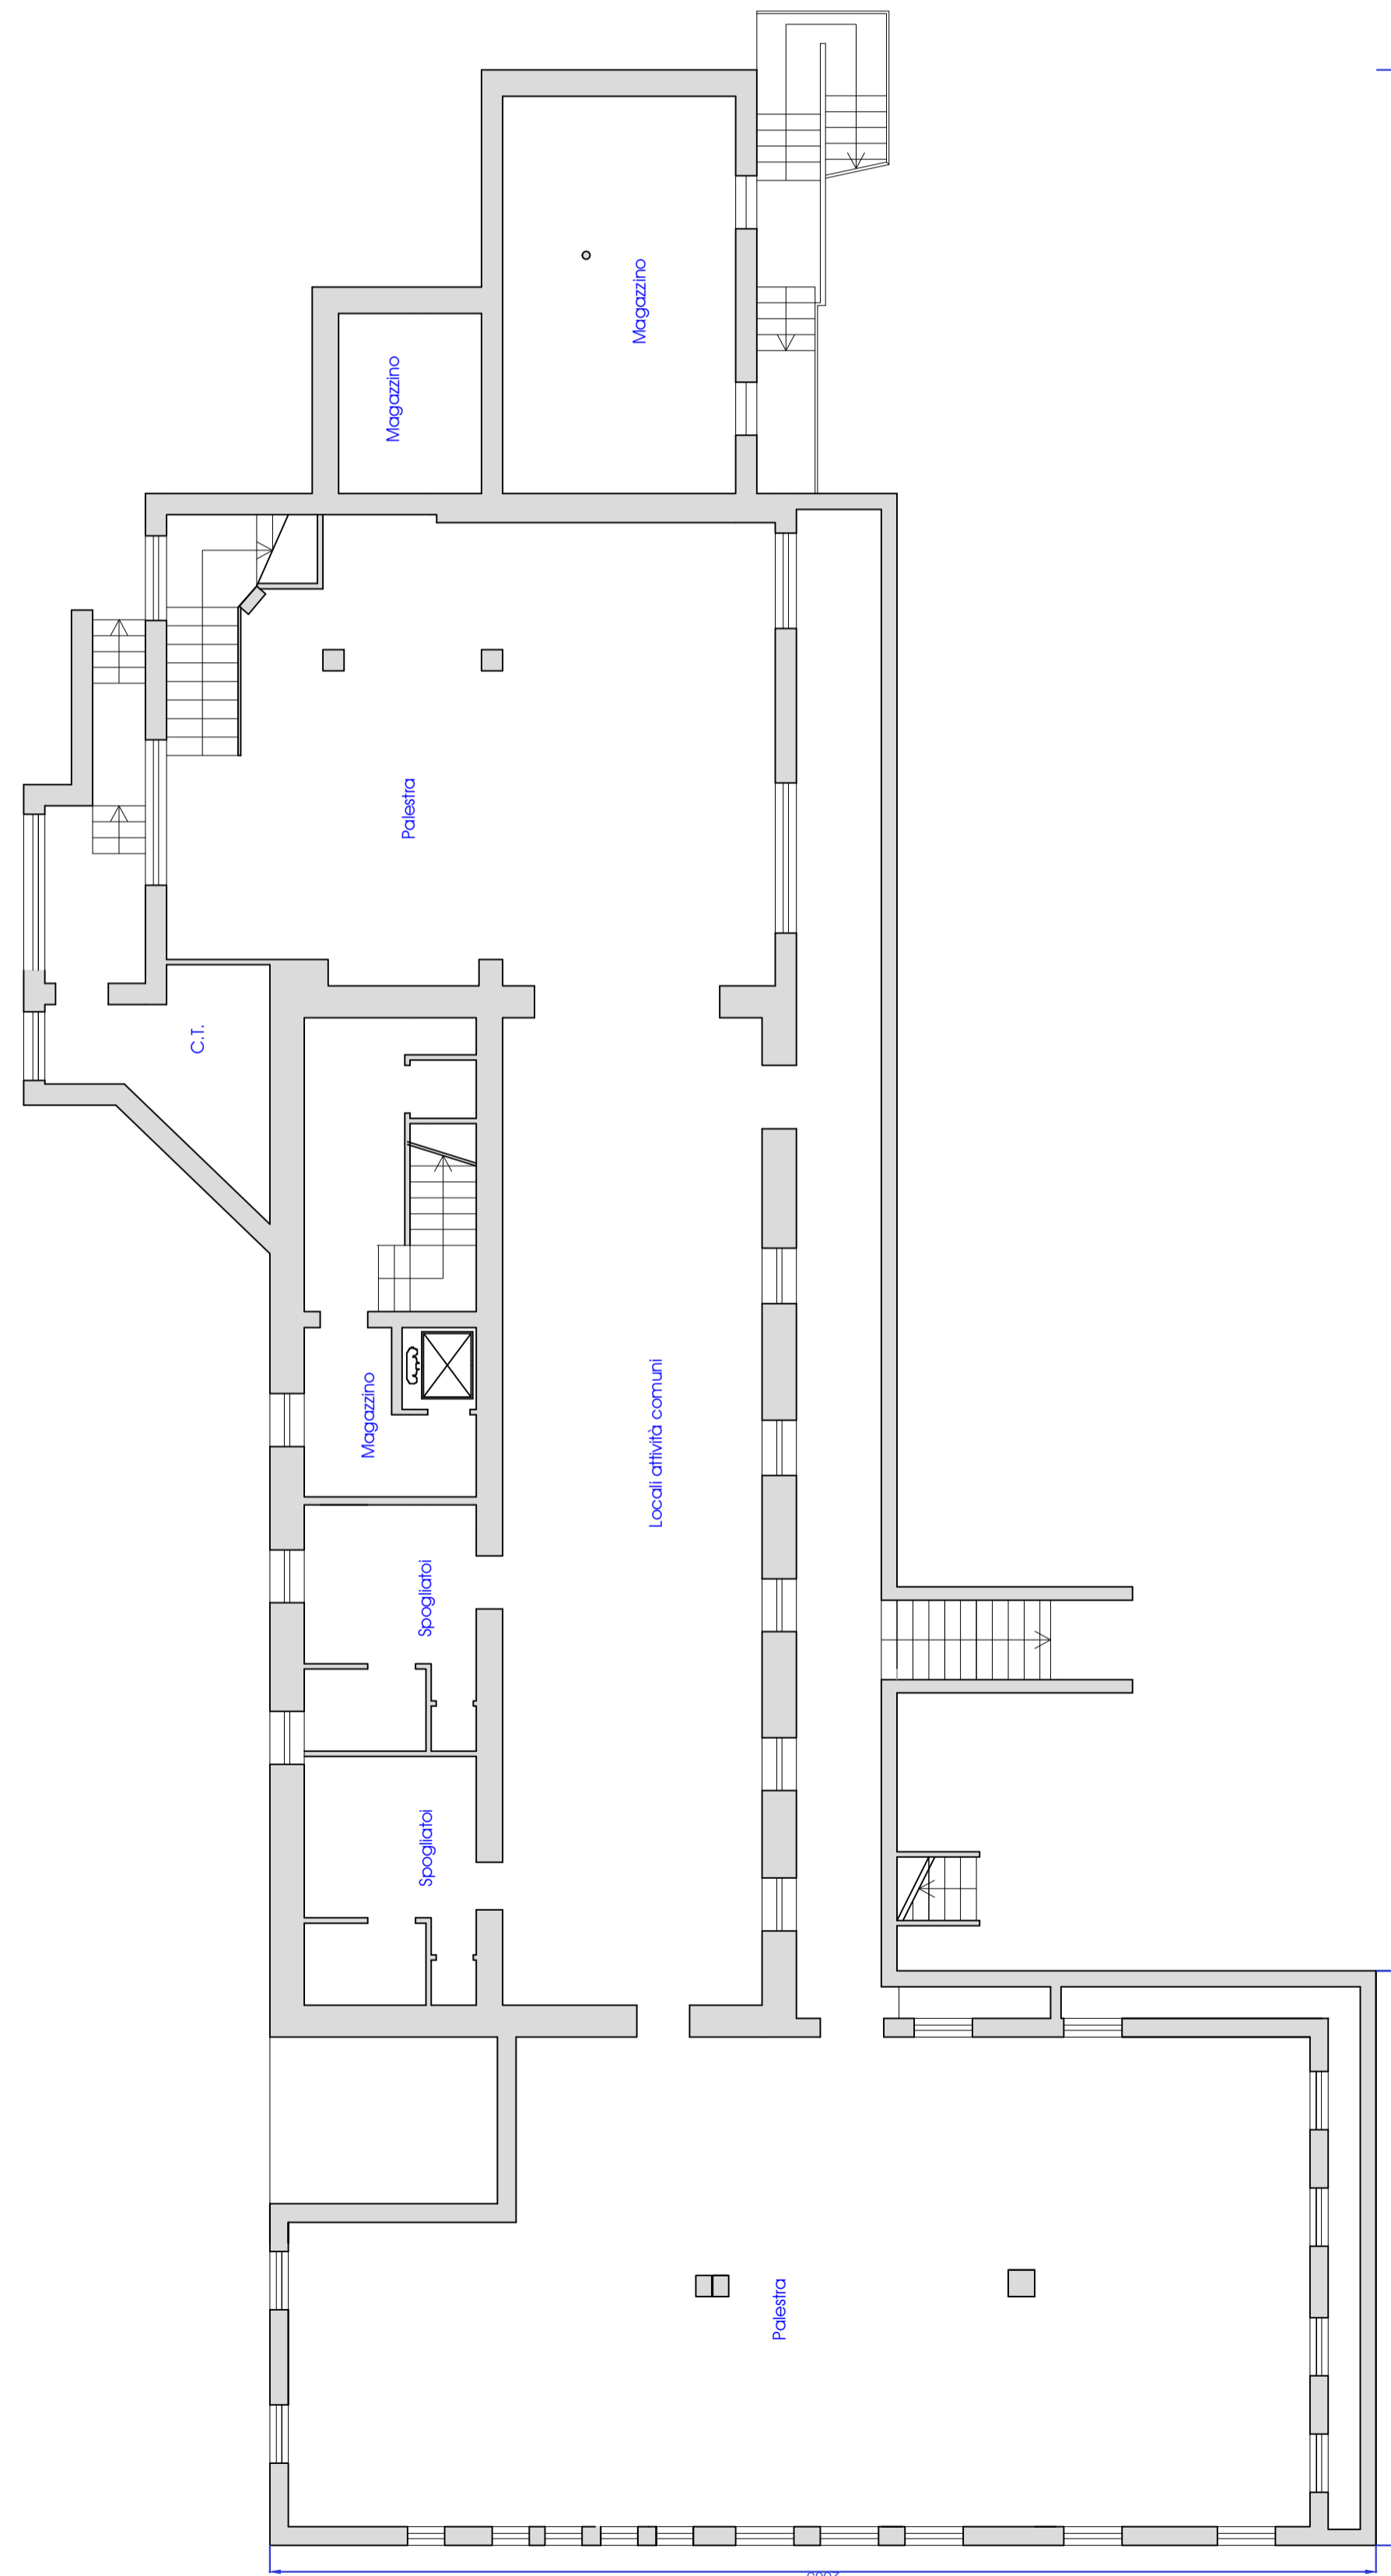 Magazzino
Magazzino
Palestra
C.T.
Magazzino
Locali attività comuni
Spogliatoi
Spogliatoi
Palestra